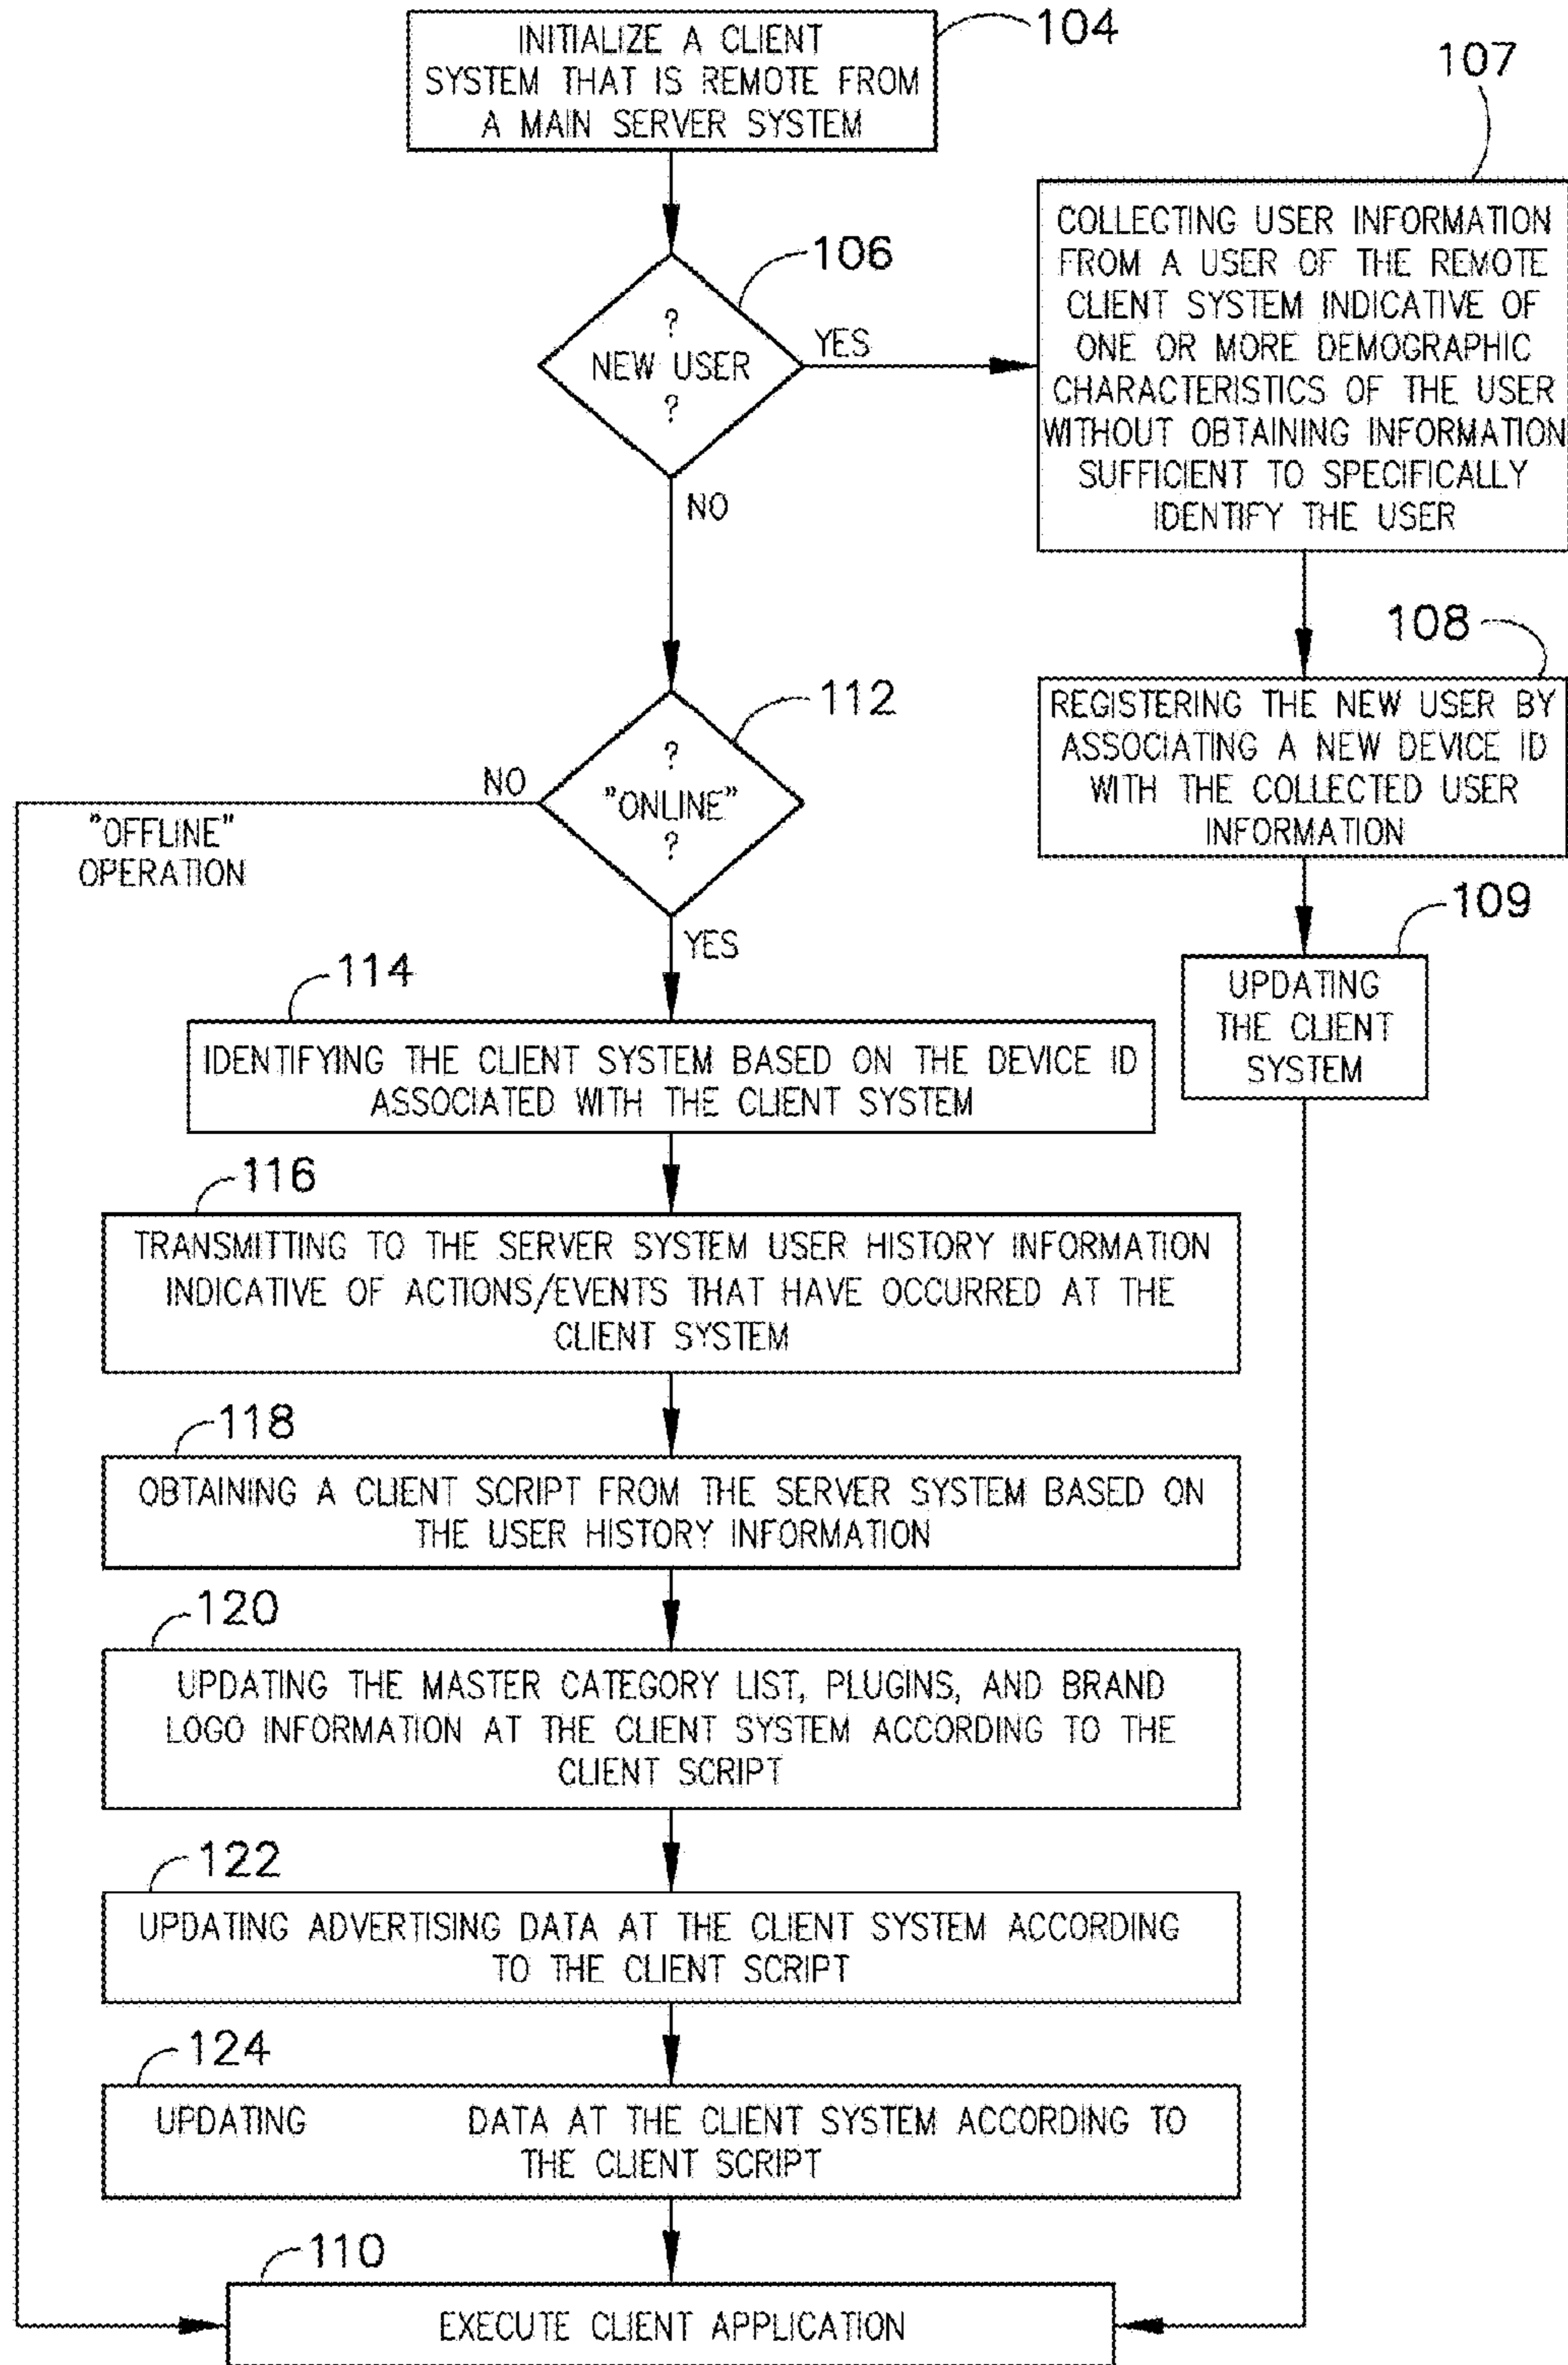 INITIALIZE A CLIENT
SYSTEM THAT IS REMOTE FROM
A MAIN SERVER SYSTEM
104
107
COLLECTING USER INFORMATION
FROM A USER OF THE REMOTE
CLIENT SYSTEM INDICATIVE OF
ONE OR MORE DEMOGRAPHIC
CHARACTERISTICS OF THE USER
WITHOUT OBTAINING INFORMATION
SUFFICIENT TO SPECIFICALLY
IDENTIFY THE USER
106
?
NEW USER
?
YES
NO
108
REGISTERING THE NEW USER BY
ASSOCIATING A NEW DEVICE ID
WITH THE COLLECTED USER
INFORMATION
112
?
"ONLINE"
?
NO
"OFFLINE"
OPERATION
YES
109
UPDATING
THE CLIENT
SYSTEM
114
IDENTIFYING THE CLIENT SYSTEM BASED ON THE DEVICE ID
ASSOCIATED WITH THE CLIENT SYSTEM
116
TRANSMITTING TO THE SERVER SYSTEM USER HISTORY INFORMATION
INDICATIVE OF ACTIONS/EVENTS THAT HAVE OCCURRED AT THE
CLIENT SYSTEM
118
OBTAINING A CLIENT SCRIPT FROM THE SERVER SYSTEM BASED ON
THE USER HISTORY INFORMATION
120
UPDATING THE MASTER CATEGORY LIST, PLUGINS, AND BRAND
LOGO INFORMATION AT THE CLIENT SYSTEM ACCORDING TO THE
CLIENT SCRIPT
122
UPDATING ADVERTISING DATA AT THE CLIENT SYSTEM ACCORDING
TO THE CLIENT SCRIPT
124
UPDATING DATA AT THE CLIENT SYSTEM ACCORDING TO
THE CLIENT SCRIPT
110
EXECUTE CLIENT APPLICATION